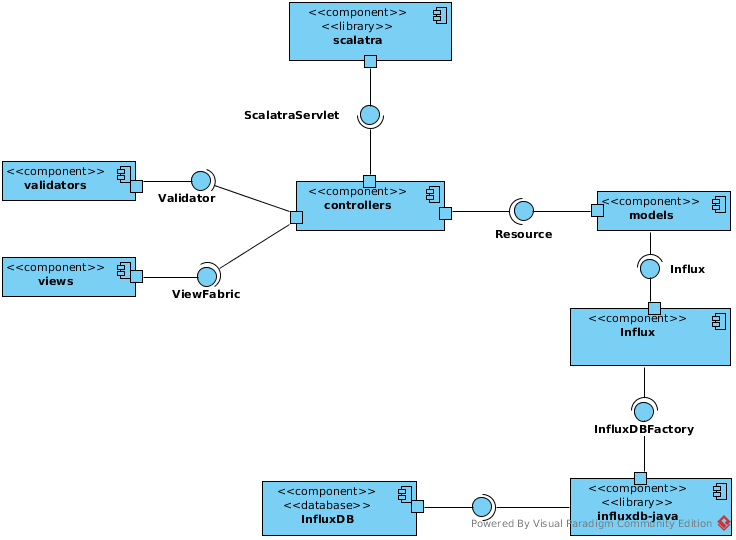 <<component>>
<<library>>
scalatra
ScalatraServlet
<<component>>
validators
Validator
<<component>>
controllers
Resource
<<component>>
models
<<component>>
views
ViewFabric
Influx
<<component>>
Influx
InfluxDBFactory
<<component>>
<<database>>
InfluxDB
<<component>>
<<library>>
influxdb-java
Powered By Visual Paradigm Community Edition